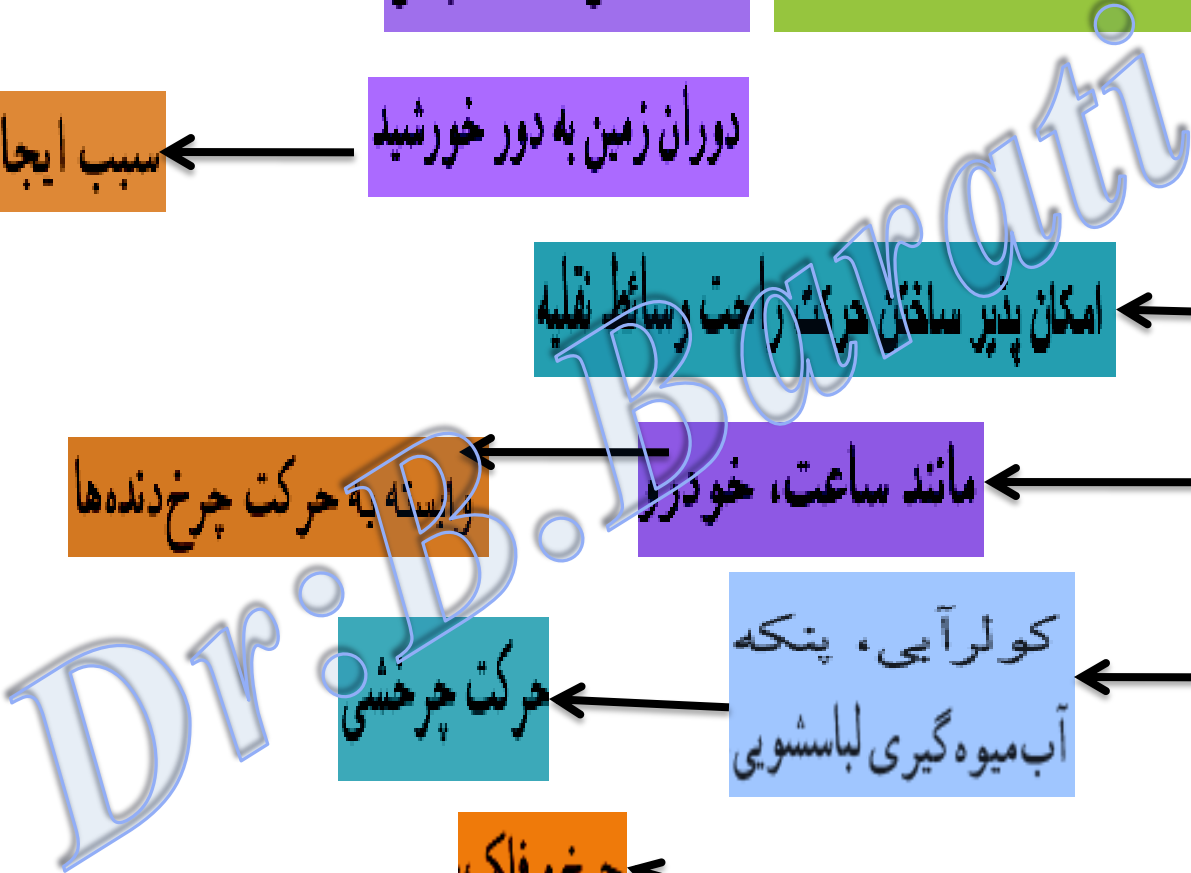 دوران زمین به دور خورشید
سبب ایجا
امکان پذیر ساختن حرکت راحت وسائط نقلیه
مانند ساعت، خودرو
وابسته به حرکت چرخ‌دنده‌ها
کولرآبی، پنکه
آب‌میوه‌گیری لباسشویی
حرکت چرخشی
Dr:B.Barati